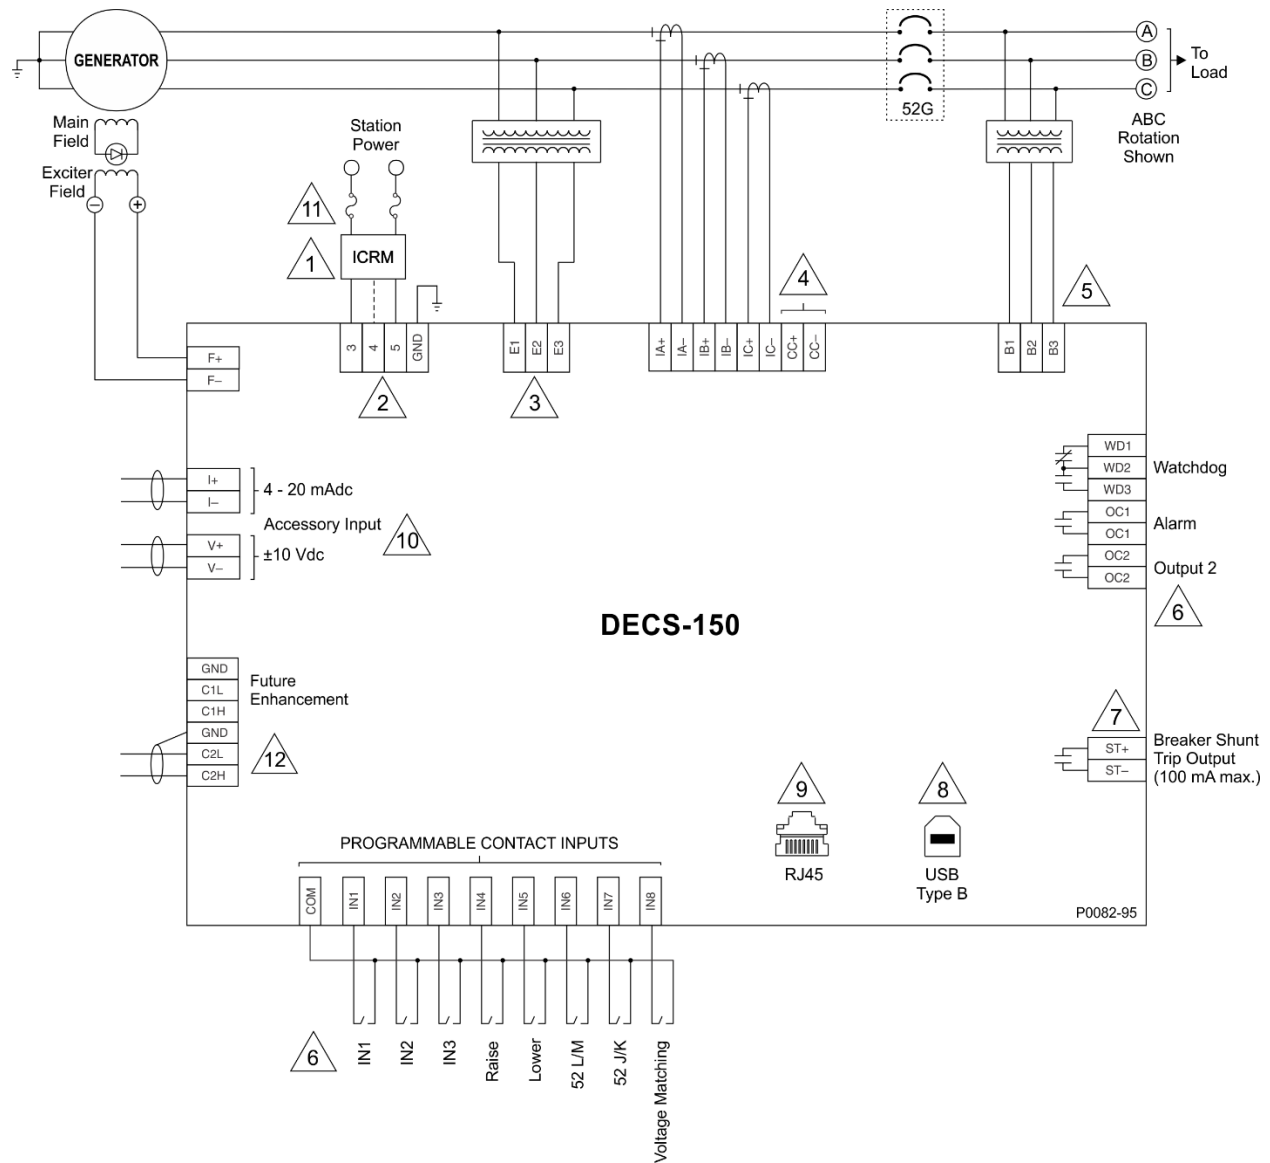 GENERATOR
Main
Field
Exciter
Field
−
+
Station
Power
11
1
ICRM
52G
A
B
C
To
Load
ABC
Rotation
Shown
4
5
3
4
5
GND
E1
E2
E3
IA+
IA−
IB+
IB−
IC+
IC−
CC+
CC−
B1
B2
B3
2
3
F+
F−
I+
I−
4 - 20 mAdc
Accessory Input
10
V+
V−
±10 Vdc
WD1
WD2
WD3
Watchdog
OC1
OC1
Alarm
OC2
OC2
Output 2
6
DECS-150
GND
C1L
C1H
GND
C2L
C2H
Future
Enhancement
12
7
ST+
ST−
Breaker Shunt
Trip Output
(100 mA max.)
9
RJ45
8
USB
Type B
PROGRAMMABLE CONTACT INPUTS
COM
IN1
IN2
IN3
IN4
IN5
IN6
IN7
IN8
P0082-95
6
IN1
IN2
IN3
Raise
Lower
52 L/M
52 J/K
Voltage Matching